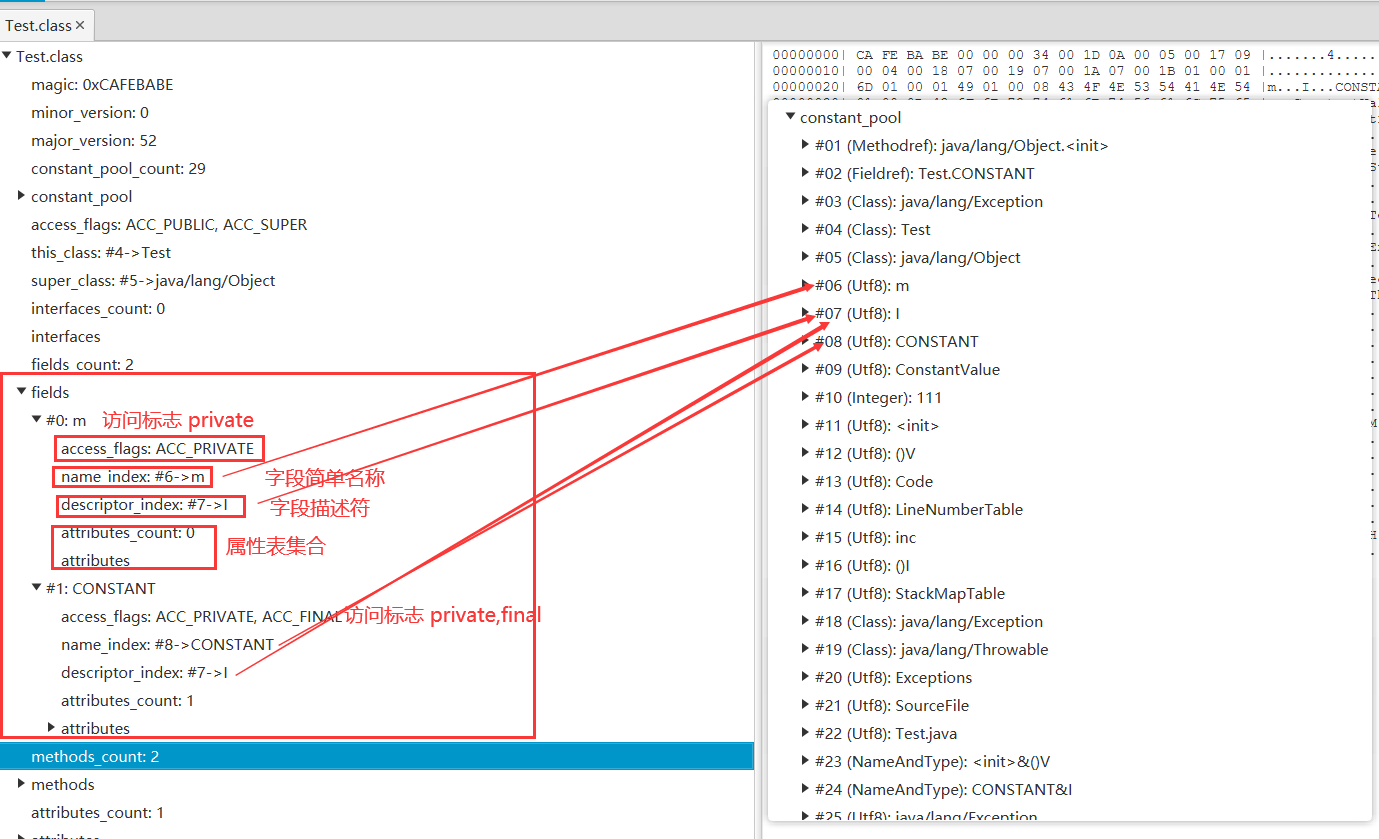 Test.class ×
Test.class
magic: 0xCAFEBABE
minor_version: 0
major_version: 52
constant_pool_count: 29
constant_pool
access_flags: ACC_PUBLIC, ACC_SUPER
this_class: #4->Test
super_class: #5->java/lang/Object
interfaces_count: 0
interfaces
fields_count: 2
fields
#0: m 访问标志 private
access_flags: ACC_PRIVATE
name_index: #6->m
字段简单名称
descriptor_index: #7->I
字段描述符
attributes_count: 0
属性表集合
attributes
#1: CONSTANT
access_flags: ACC_PRIVATE, ACC_FINAL 访问标志 private,final
name_index: #8->CONSTANT
descriptor_index: #7->I
attributes_count: 1
attributes
methods_count: 2
methods
attributes_count: 1
00000000| CA FE BA BE 00 00 00 34 00 1D 0A 00 05 00 17 09 |.......4.....
00000010| 00 04 00 18 07 00 19 07 00 1A 07 00 1B 01 00 01 |.............
00000020| 6D 01 00 01 49 01 00 08 43 4F 4E 53 54 41 4E 54 |m...I...CONSTA
constant_pool
#01 (Methodref): java/lang/Object.<init>
#02 (Fieldref): Test.CONSTANT
#03 (Class): java/lang/Exception
#04 (Class): Test
#05 (Class): java/lang/Object
#06 (Utf8): m
#07 (Utf8): I
#08 (Utf8): CONSTANT
#09 (Utf8): ConstantValue
#10 (Integer): 111
#11 (Utf8): <init>
#12 (Utf8): ()V
#13 (Utf8): Code
#14 (Utf8): LineNumberTable
#15 (Utf8): inc
#16 (Utf8): ()I
#17 (Utf8): StackMapTable
#18 (Class): java/lang/Exception
#19 (Class): java/lang/Throwable
#20 (Utf8): Exceptions
#21 (Utf8): SourceFile
#22 (Utf8): Test.java
#23 (NameAndType): <init>&()V
#24 (NameAndType): CONSTANT&I
#25 (Utf8): java/lang/Exception